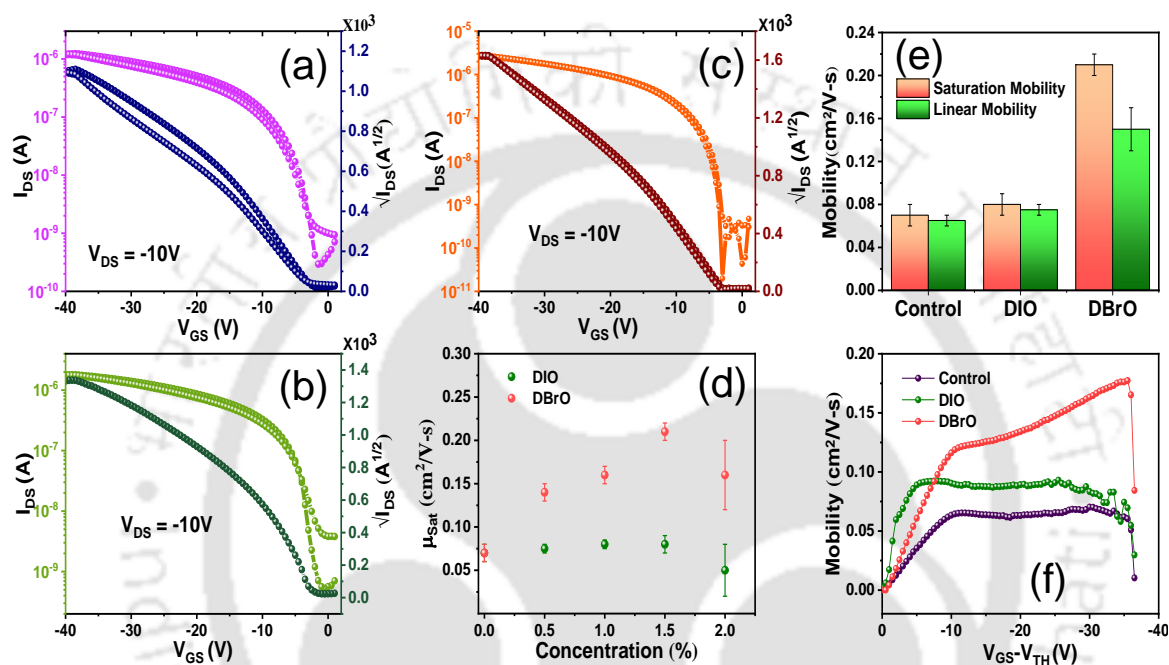 X10³
(a)
10⁻⁶
10⁻⁷
10⁻⁸
10⁻⁹
10⁻¹⁰
I_DS (A)
1.2
1.0
0.8
0.6
0.4
0.2
0.0
√I_DS(A^1/2)
V_DS = -10V
-40 -30 -20 -10 0
V_GS (V)
X10³
(b)
10⁻⁶
10⁻⁷
10⁻⁸
10⁻⁹
I_DS (A)
1.4
1.2
1.0
0.8
0.6
0.4
0.2
0.0
√I_DS(A^1/2)
V_DS = -10V
-40 -30 -20 -10 0
V_GS (V)
X10³
(c)
10⁻⁵
10⁻⁶
10⁻⁷
10⁻⁸
10⁻⁹
10⁻¹⁰
10⁻¹¹
I_DS (A)
1.6
1.2
0.8
0.4
0.0
√I_DS (A^1/2)
V_DS = -10V
-40 -30 -20 -10 0
V_GS (V)
(d)
DIO
DBrO
0.30
0.25
0.20
0.15
0.10
0.05
0.00
μ_Sat (cm²/V-s)
0.0 0.5 1.0 1.5 2.0
Concentration (%)
(e)
Saturation Mobility
Linear Mobility
0.24
0.20
0.16
0.12
0.08
0.04
0.00
Mobility(cm²/V-s)
Control DIO DBrO
(f)
Control
DIO
DBrO
0.20
0.15
0.10
0.05
0.00
Mobility (cm²/V-s)
0 -10 -20 -30 -40
V_GS-V_TH (V)